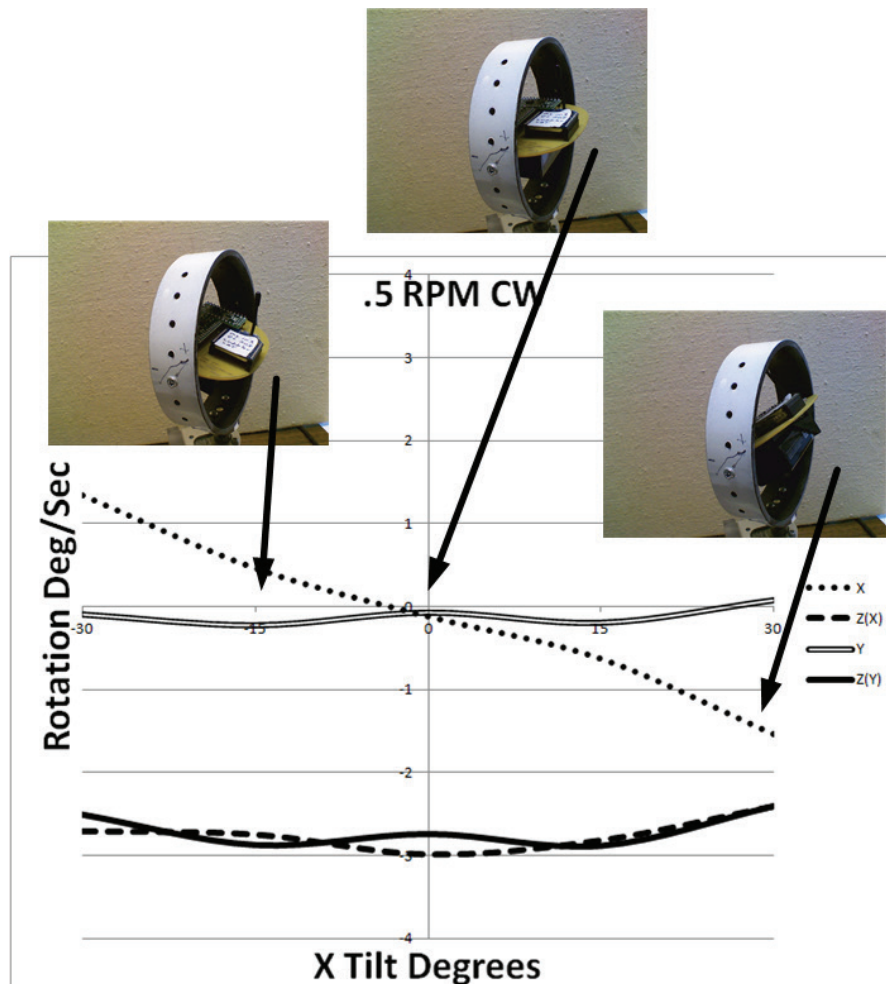 .5 RPM CW
4
3
2
1
0
-30
-15
0
15
30
-1
-2
-3
-4
Rotation Deg/Sec
X Tilt Degrees
X
Z(X)
Y
Z(Y)